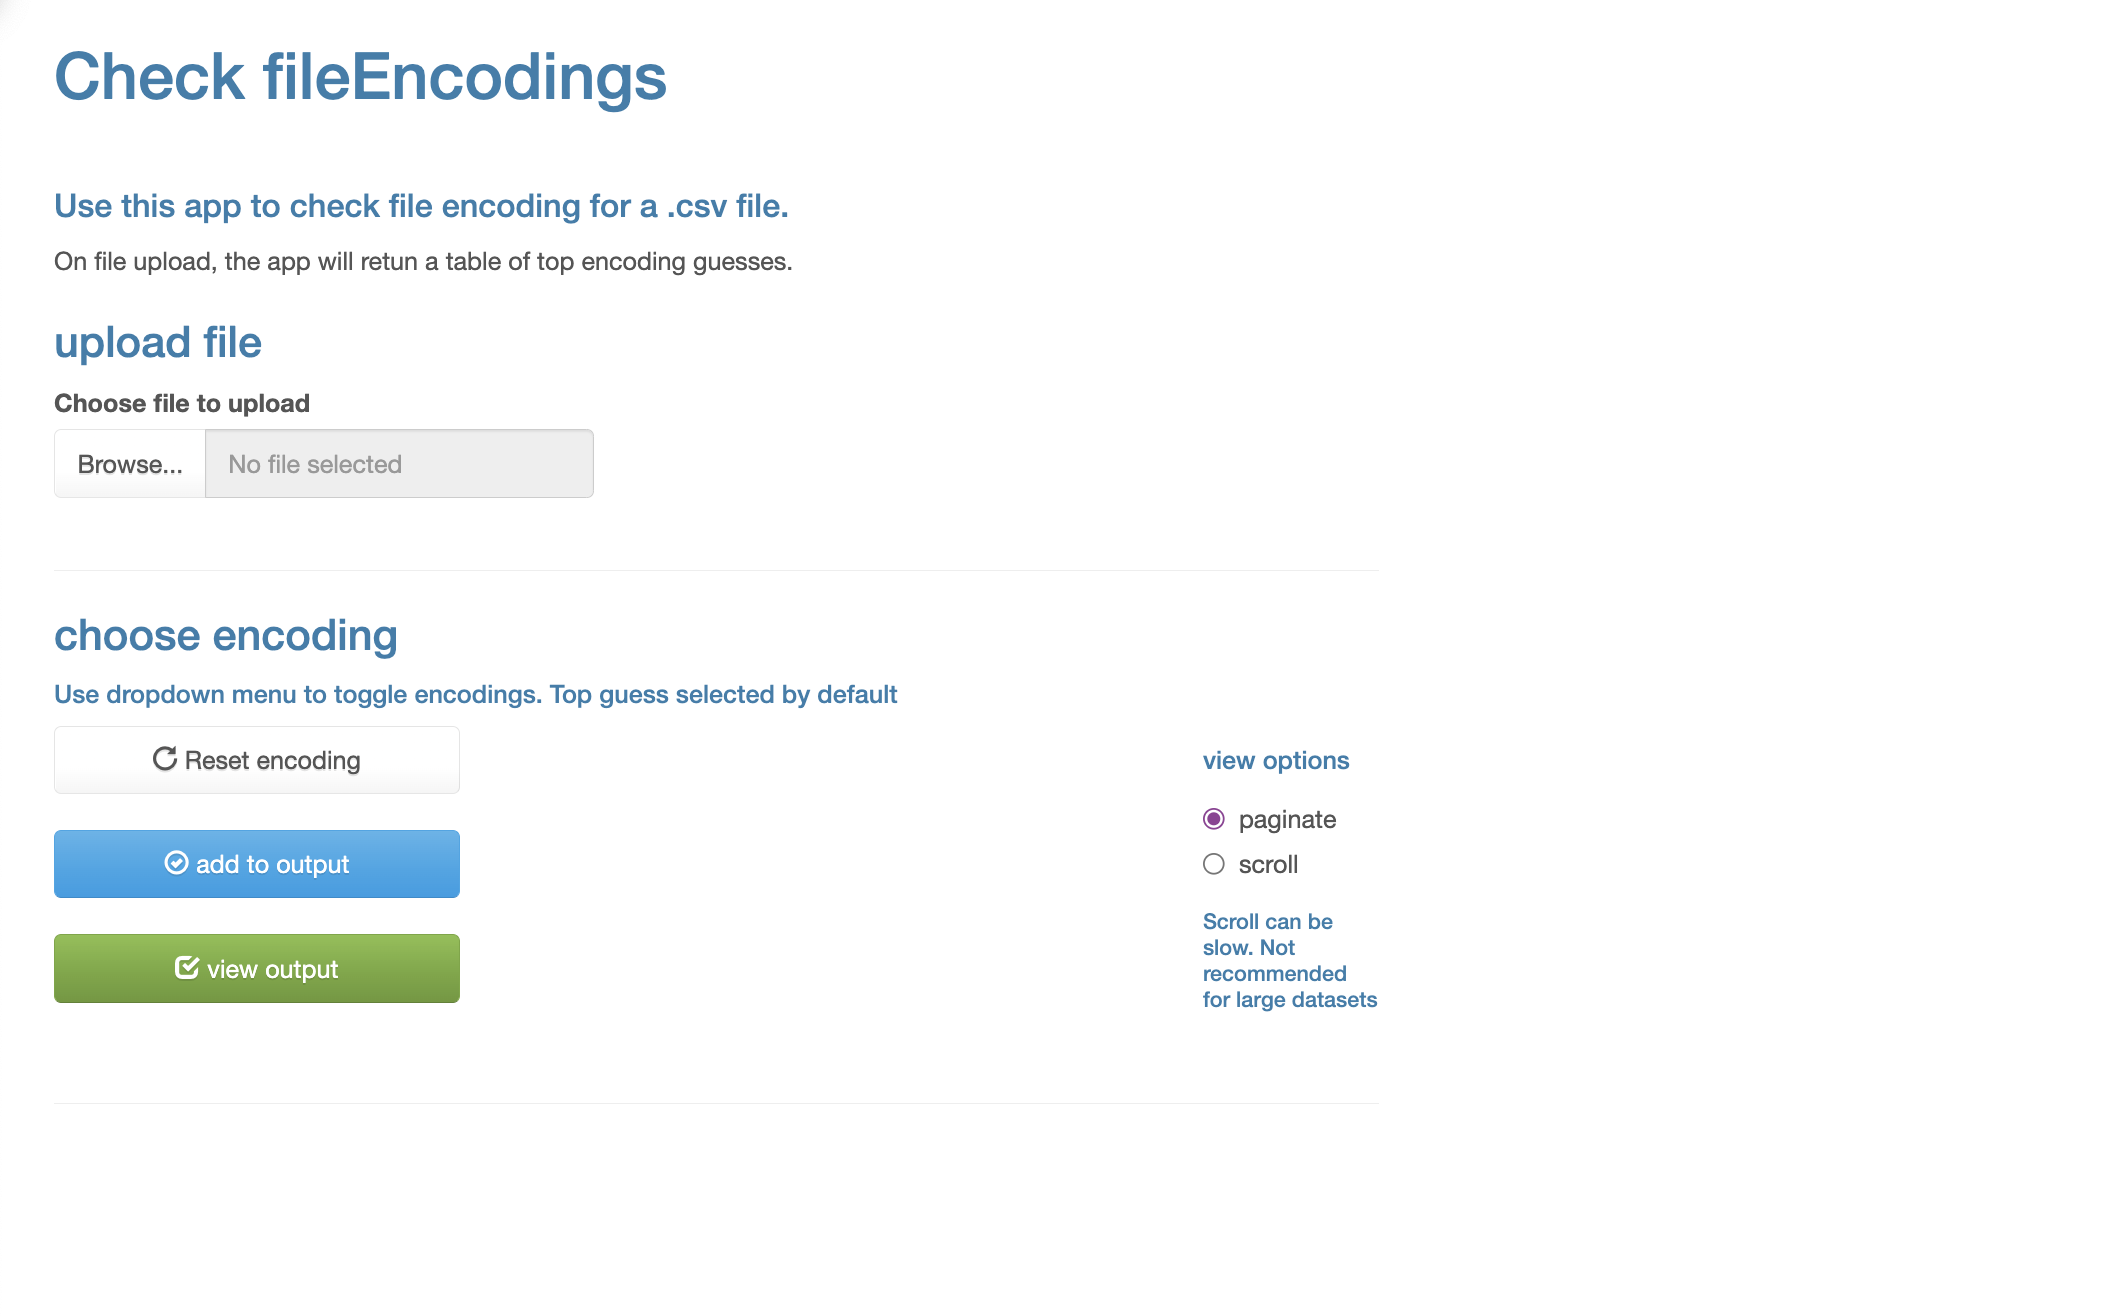 Check fileEncodings
Use this app to check file encoding for a .csv file.
On file upload, the app will retun a table of top encoding guesses.
upload file
Choose file to upload
Browse...
No file selected
choose encoding
Use dropdown menu to toggle encodings. Top guess selected by default
Reset encoding
add to output
view output
view options
paginate
scroll
Scroll can be
slow. Not
recommended
for large datasets